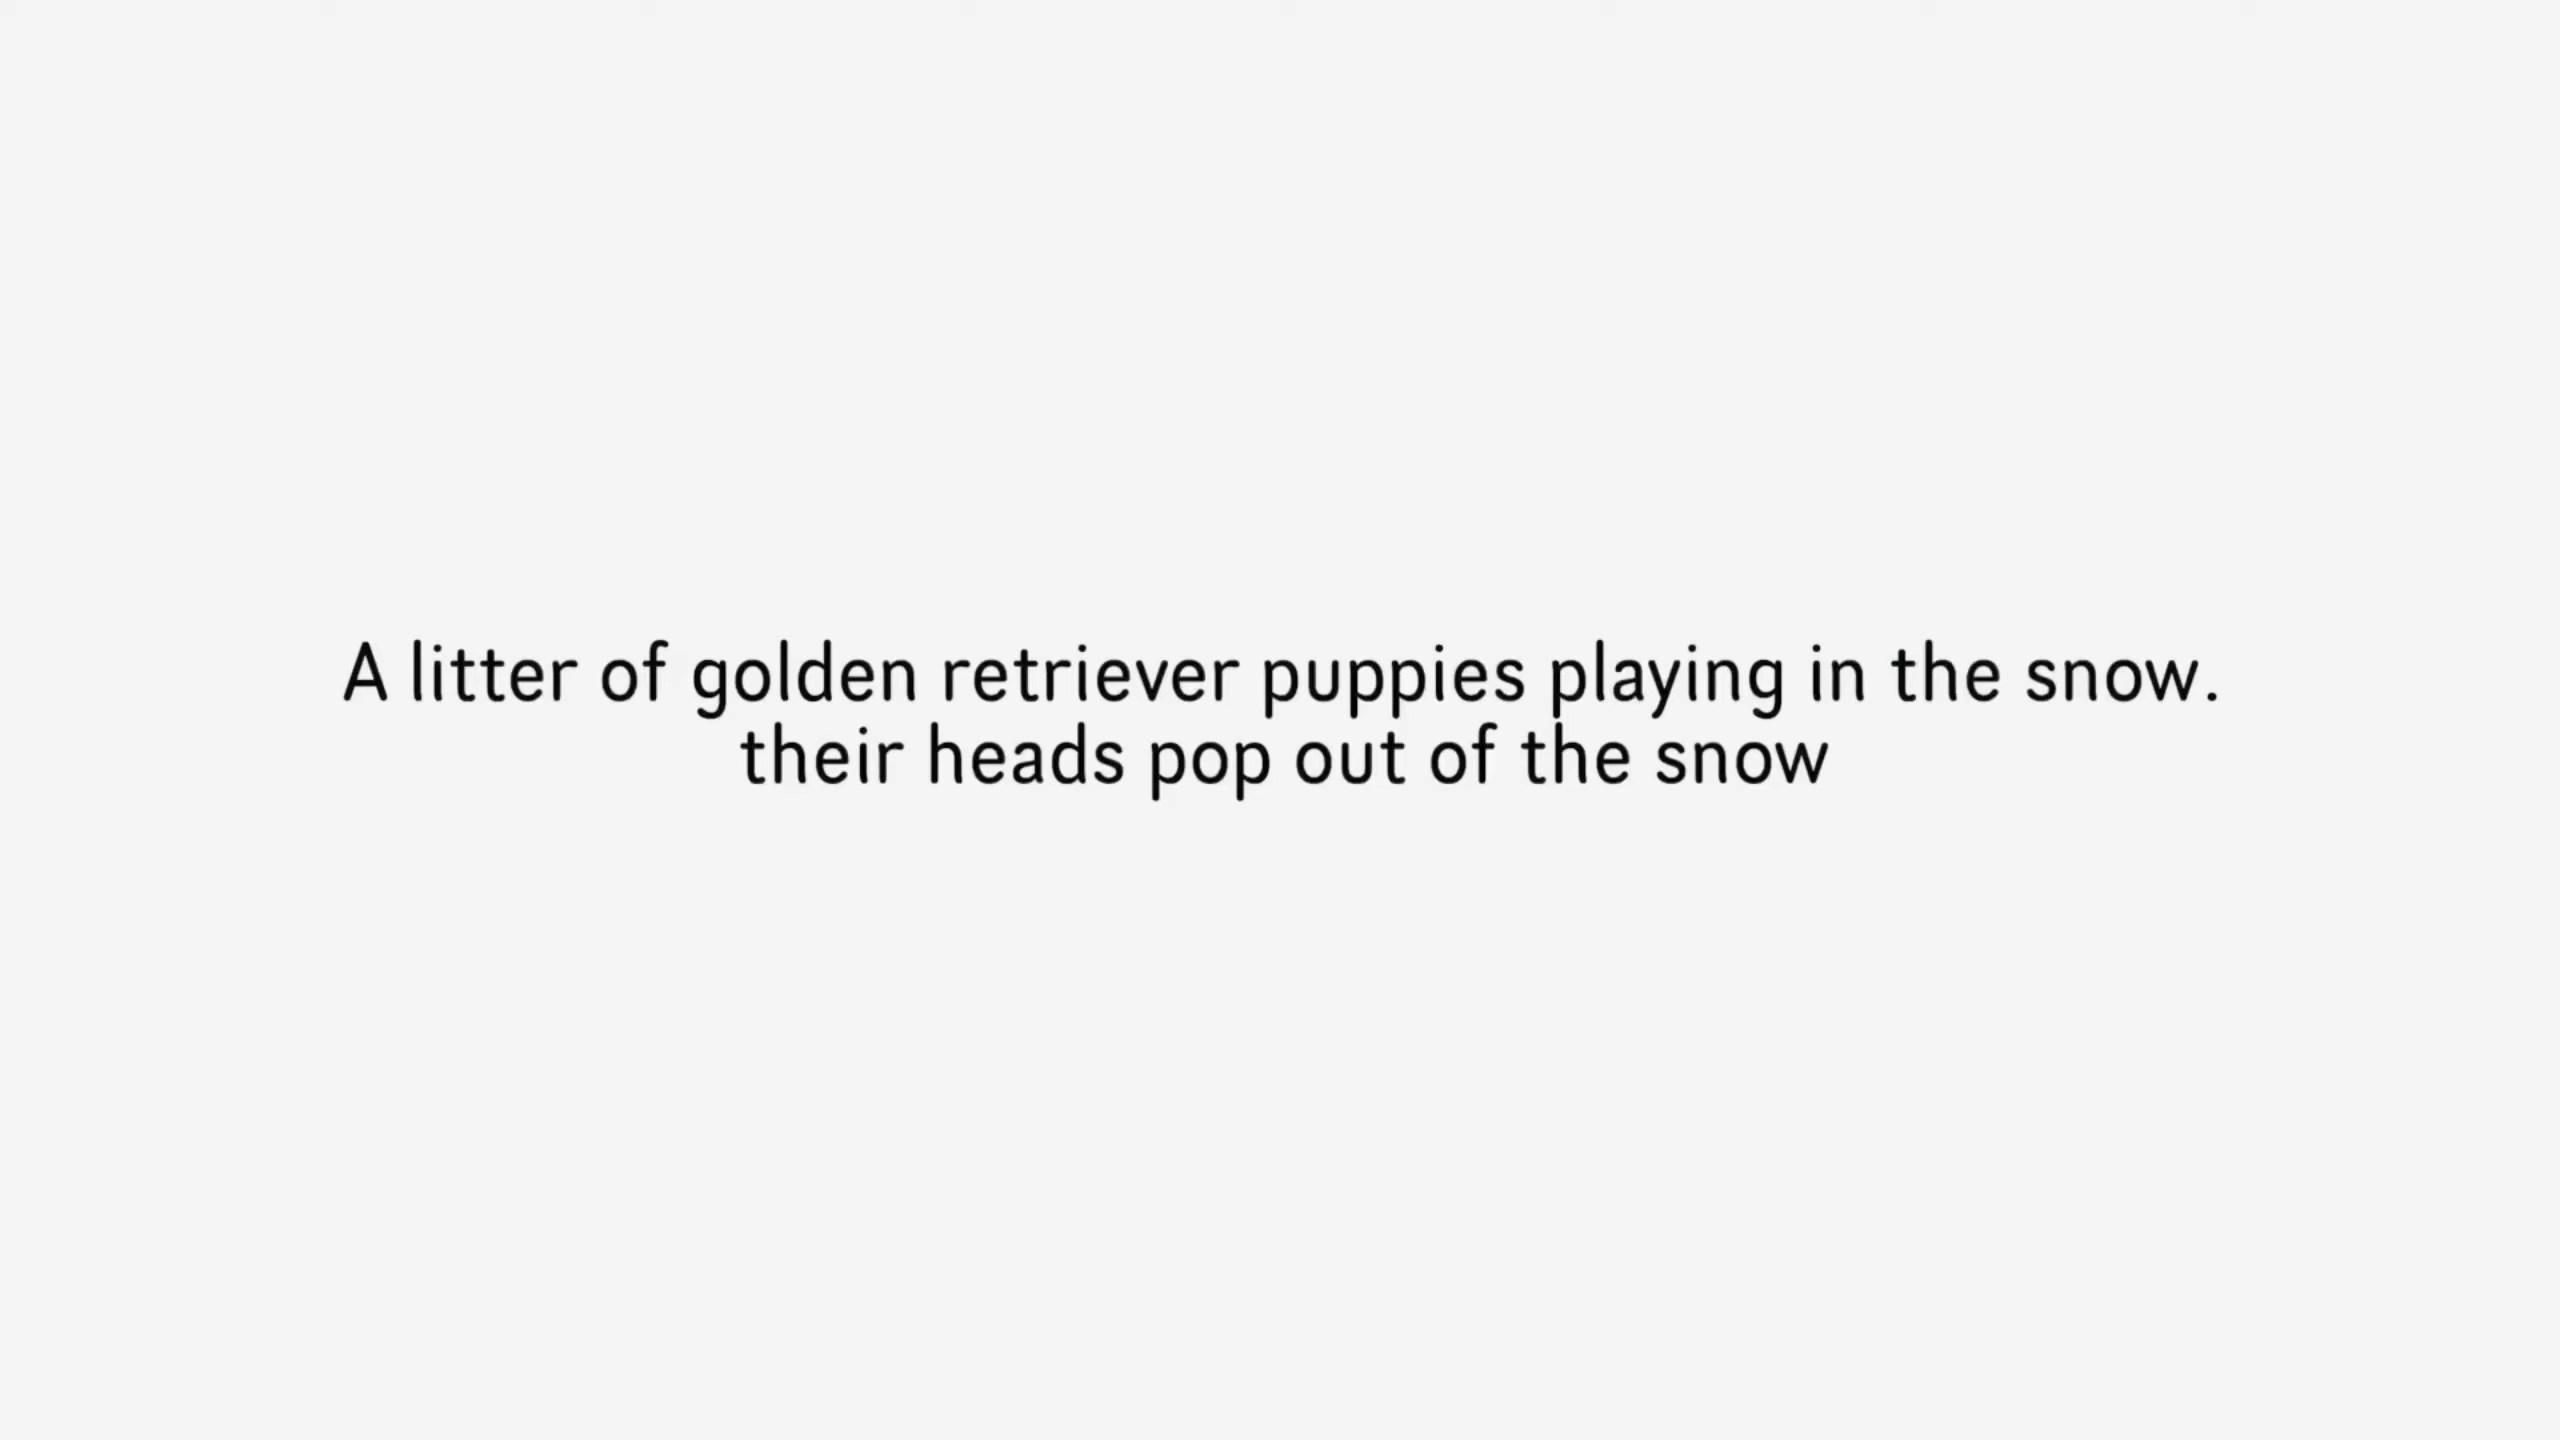 A litter of golden retriever puppies playing in the snow.
their heads pop out of the snow